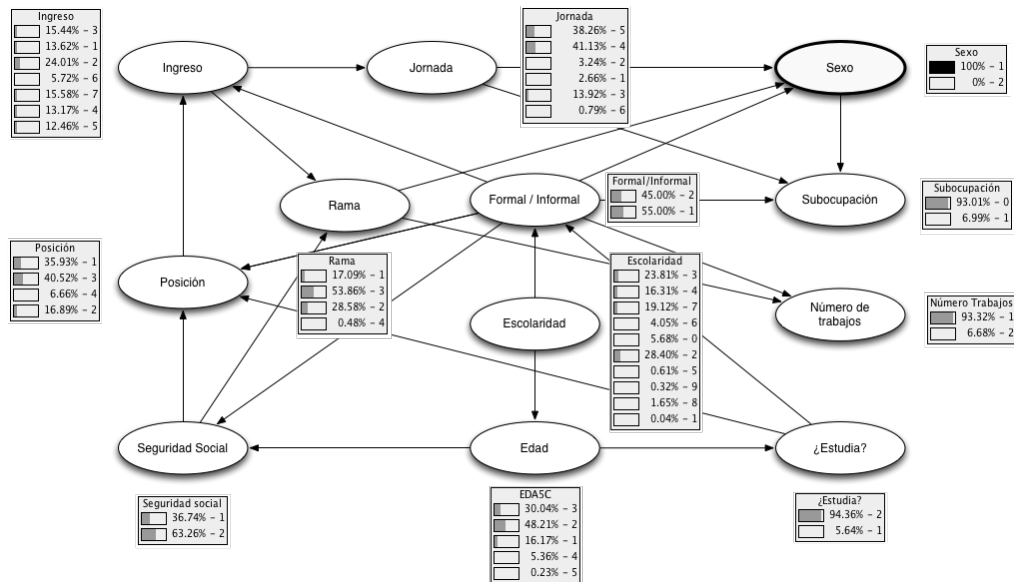 Ingreso
15.44% - 3
13.62% - 1
24.01% - 2
5.72% - 6
15.58% - 7
13.17% - 4
12.46% - 5
Ingreso
Jornada
Jornada
38.26% - 5
41.13% - 4
3.24% - 2
2.66% - 1
13.92% - 3
0.79% - 6
Sexo
Sexo
100% - 1
0% - 2
Rama
Formal / Informal
Formal/Informal
45.00% - 2
55.00% - 1
Subocupación
Subocupación
93.01% - 0
6.99% - 1
Posición
35.93% - 1
40.52% - 3
6.66% - 4
16.89% - 2
Posición
Rama
17.09% - 1
53.86% - 3
28.58% - 2
0.48% - 4
Escolaridad
Escolaridad
23.81% - 3
16.31% - 4
19.12% - 7
4.05% - 6
5.68% - 0
28.40% - 2
0.61% - 5
0.32% - 9
1.65% - 8
0.04% - 1
Número de
trabajos
Número Trabajos
93.32% - 1
6.68% - 2
Seguridad Social
Edad
¿Estudia?
Seguridad social
36.74% - 1
63.26% - 2
EDA5C
30.04% - 3
48.21% - 2
16.17% - 1
5.36% - 4
0.23% - 5
¿Estudia?
94.36% - 2
5.64% - 1